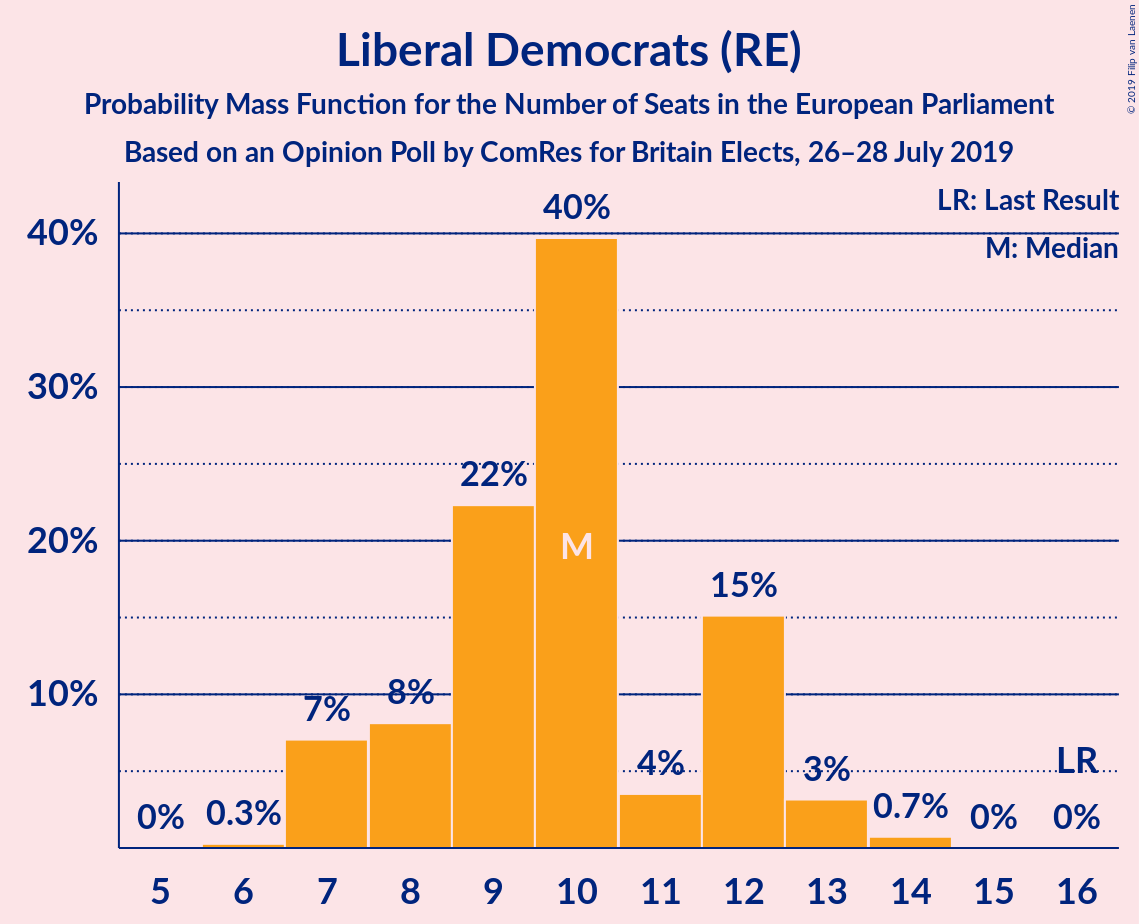 Liberal Democrats (RE)
Probability Mass Function for the Number of Seats in the European Parliament
Based on an Opinion Poll by ComRes for Britain Elects, 26–28 July 2019
© 2019 Filip van Laenen
LR: Last Result
M: Median
40%
30%
20%
10%
0%
0.3%
7%
8%
22%
40%
M
4%
15%
3%
0.7%
0%
LR
0%
5 6 7 8 9 10 11 12 13 14 15 16